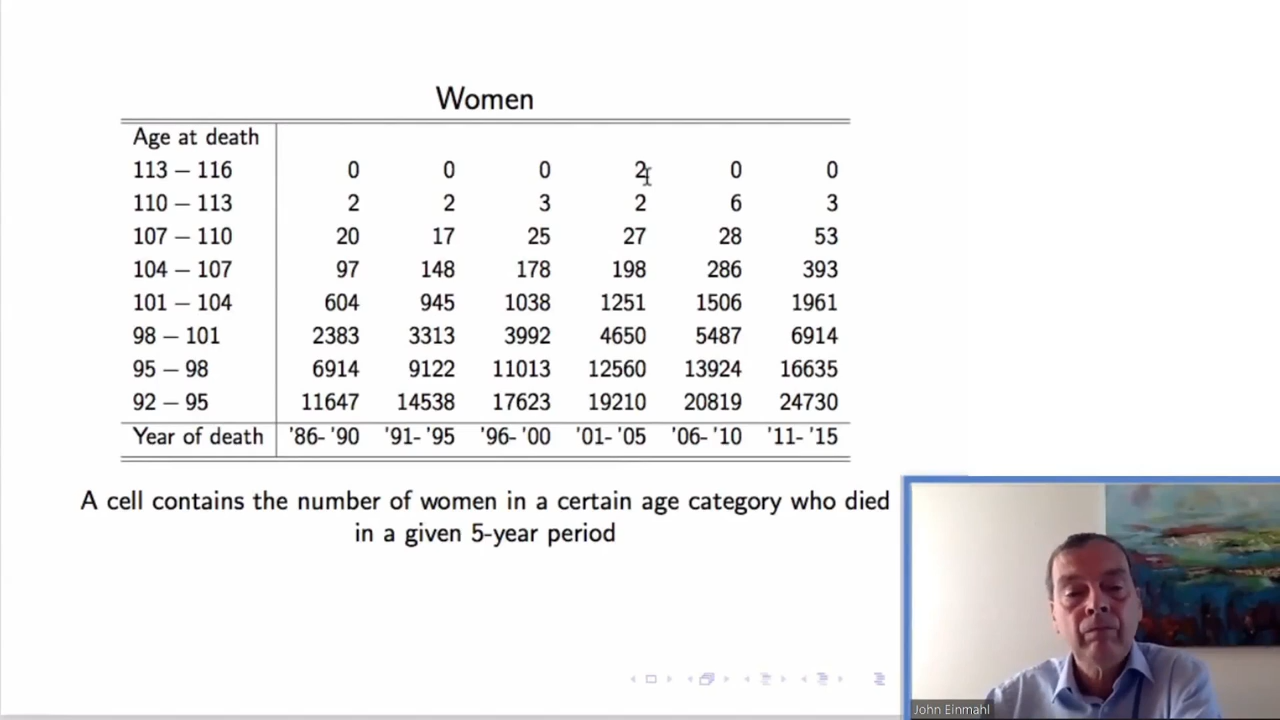 Women
Age at death
113 – 116 0 0 0 2 0 0
110 – 113 2 2 3 2 6 3
107 – 110 20 17 25 27 28 53
104 – 107 97 148 178 198 286 393
101 – 104 604 945 1038 1251 1506 1961
98 – 101 2383 3313 3992 4650 5487 6914
95 – 98 6914 9122 11013 12560 13924 16635
92 – 95 11647 14538 17623 19210 20819 24730
Year of death '86- '90 '91- '95 '96- '00 '01- '05 '06- '10 '11- '15
A cell contains the number of women in a certain age category who died
in a given 5-year period
John Einmahl